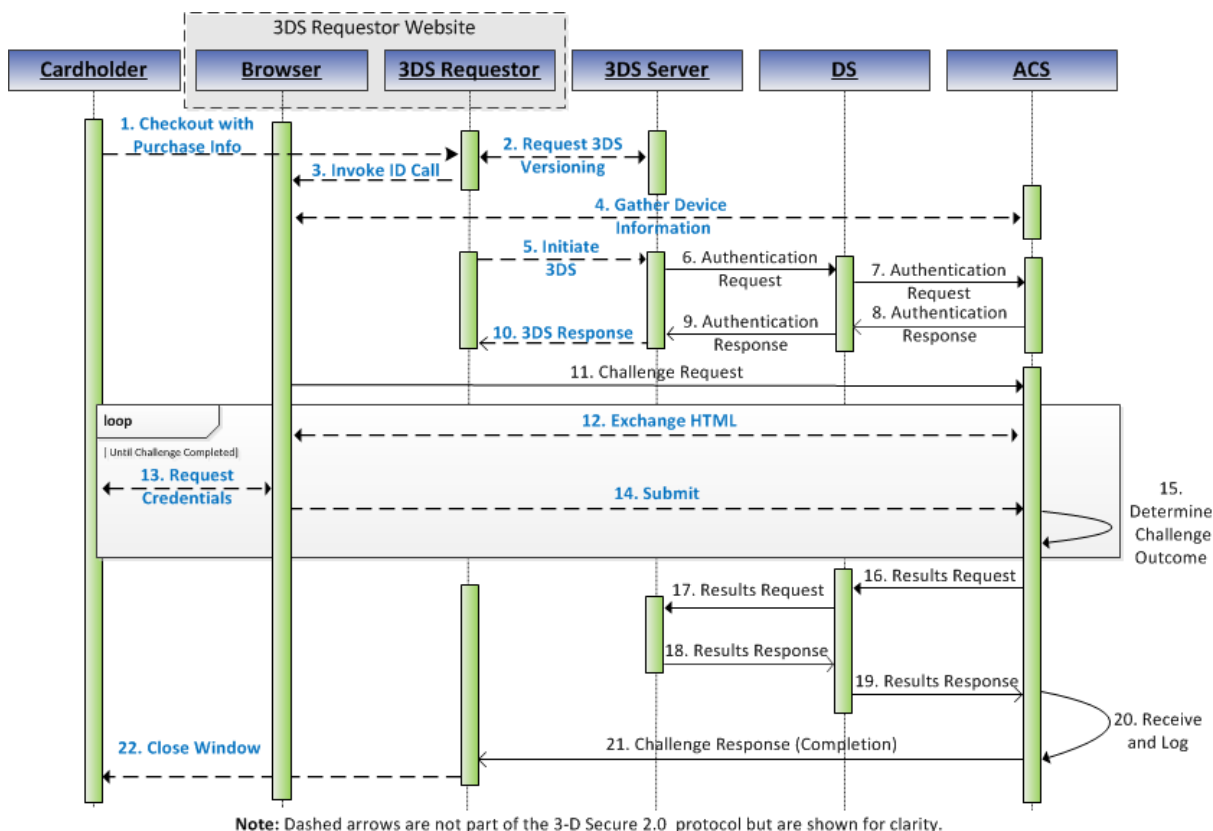 3DS Requestor Website
Cardholder
Browser
3DS Requestor
3DS Server
DS
ACS
1. Checkout with
Purchase Info
2. Request 3DS
Versioning
3. Invoke ID Call
4. Gather Device
Information
5. Initiate
3DS
6. Authentication
Request
7. Authentication
Request
8. Authentication
Response
9. Authentication
Response
10. 3DS Response
11. Challenge Request
loop
[ Until Challenge Completed]
12. Exchange HTML
13. Request
Credentials
14. Submit
15.
Determine
Challenge
Outcome
16. Results Request
17. Results Request
18. Results Response
19. Results Response
20. Receive
and Log
21. Challenge Response (Completion)
22. Close Window
Note: Dashed arrows are not part of the 3-D Secure 2.0 protocol but are shown for clarity.